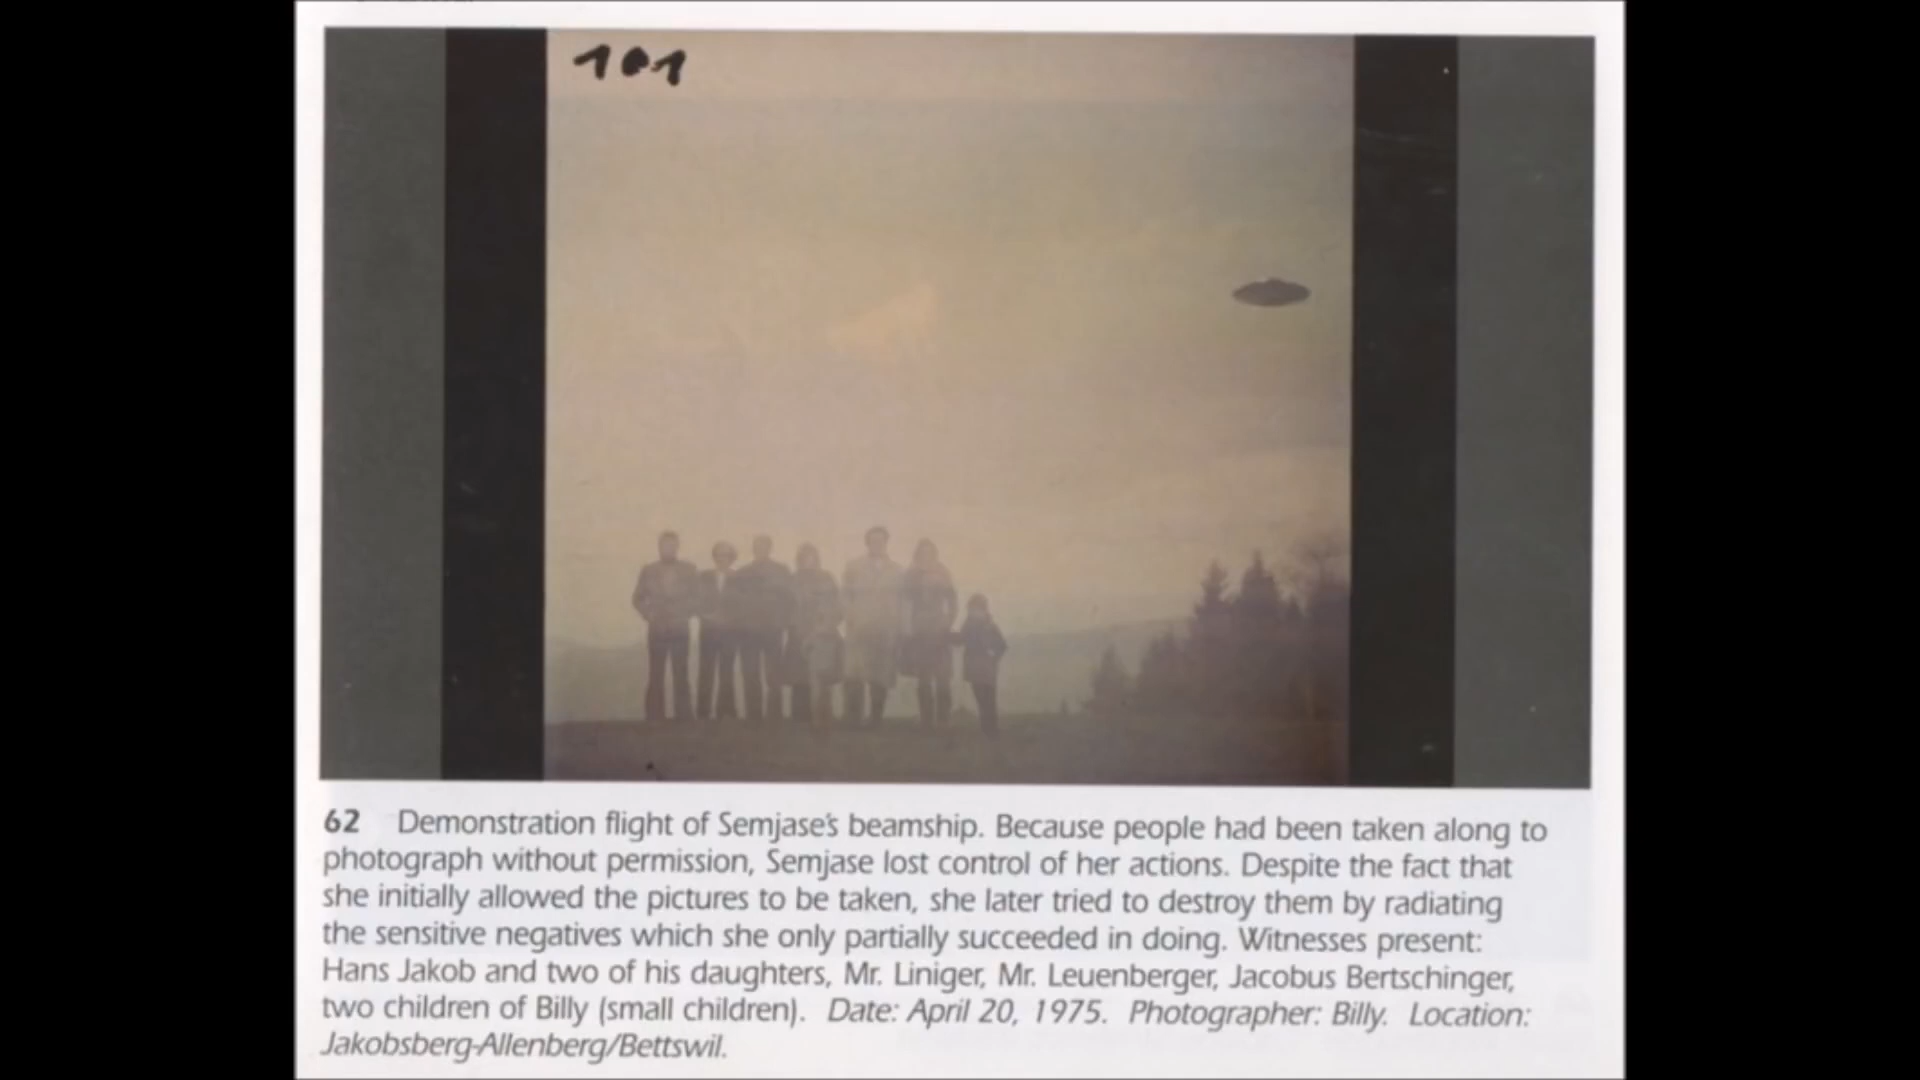 101
62 Demonstration flight of Semjase's beamship. Because people had been taken along to
photograph without permission, Semjase lost control of her actions. Despite the fact that
she initially allowed the pictures to be taken, she later tried to destroy them by radiating
the sensitive negatives which she only partially succeeded in doing. Witnesses present:
Hans Jakob and two of his daughters, Mr. Liniger, Mr. Leuenberger, Jacobus Bertschinger,
two children of Billy (small children). Date: April 20, 1975. Photographer: Billy. Location:
Jakobsberg-Allenberg/Bettswil.